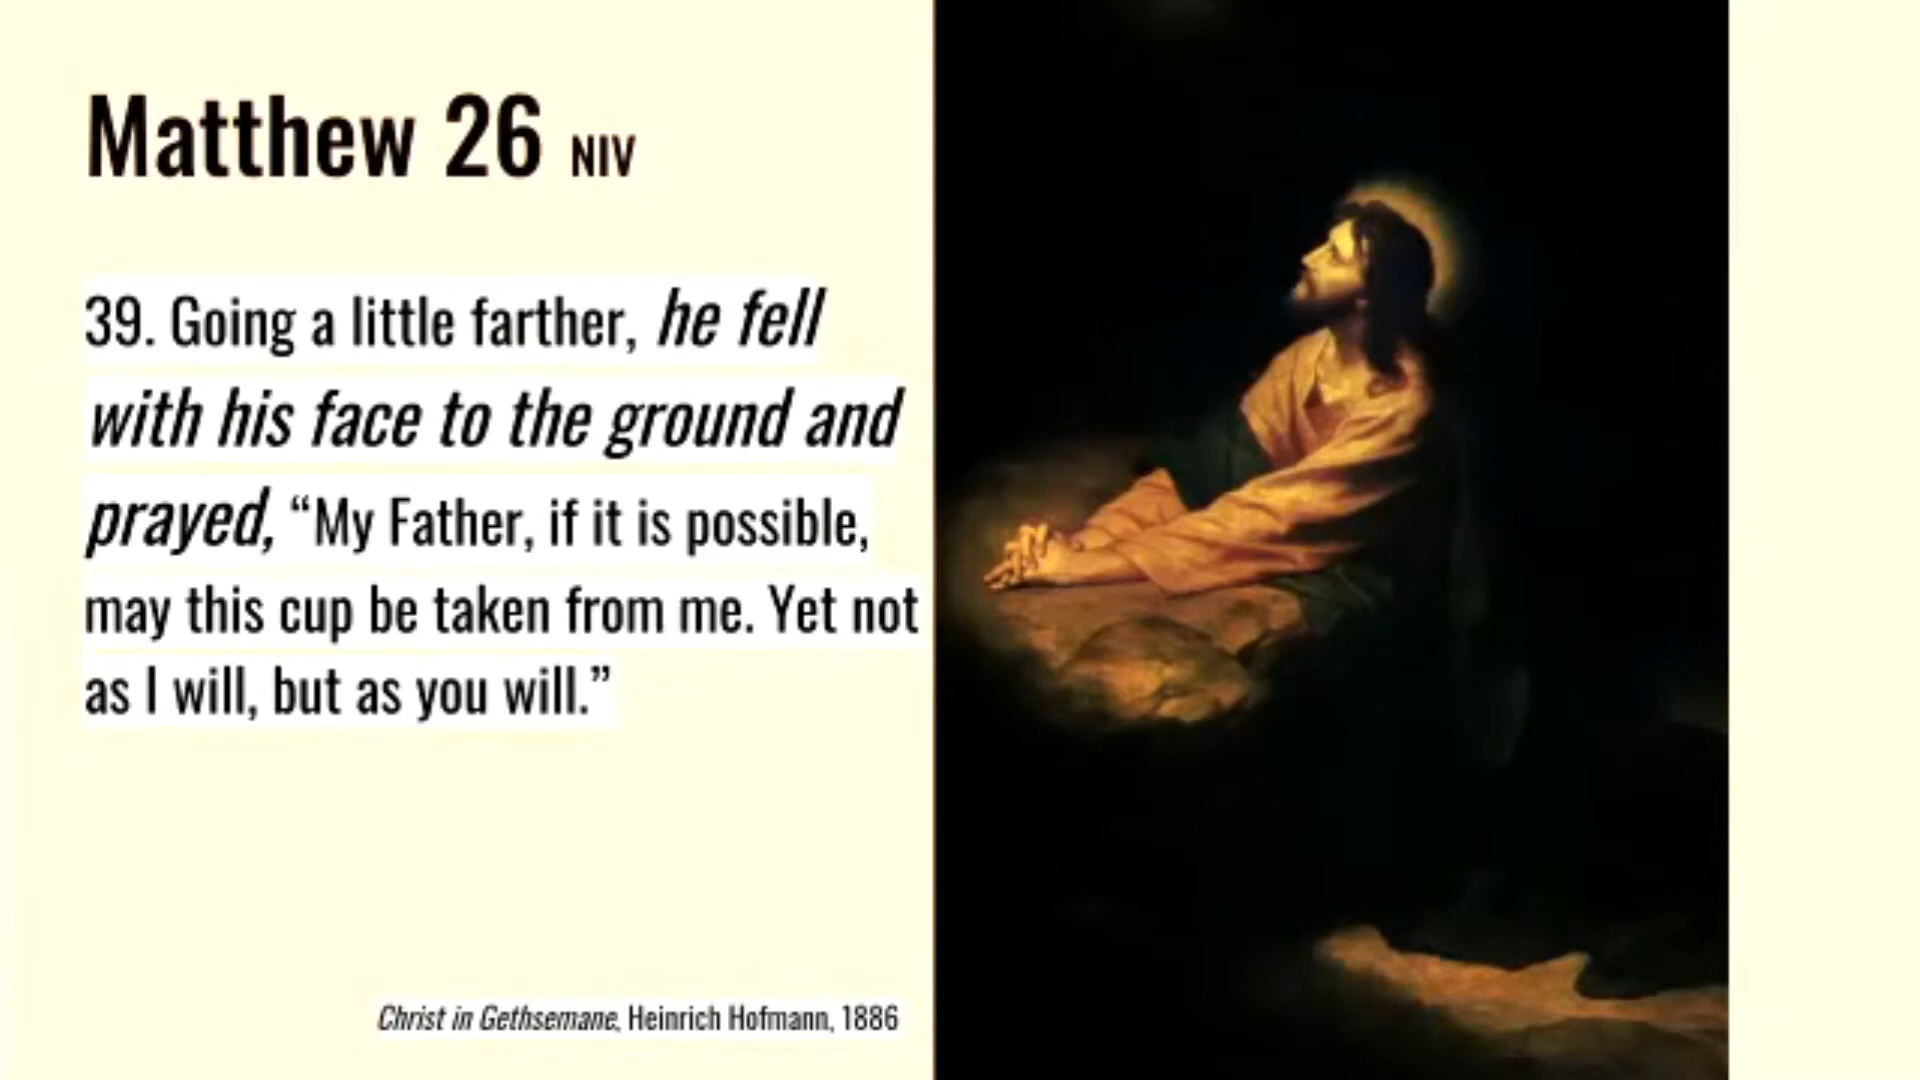 Matthew 26 NIV
39. Going a little farther, he fell
with his face to the ground and
prayed, “My Father, if it is possible,
may this cup be taken from me. Yet not
as I will, but as you will.”
Christ in Gethsemane, Heinrich Hofmann, 1886